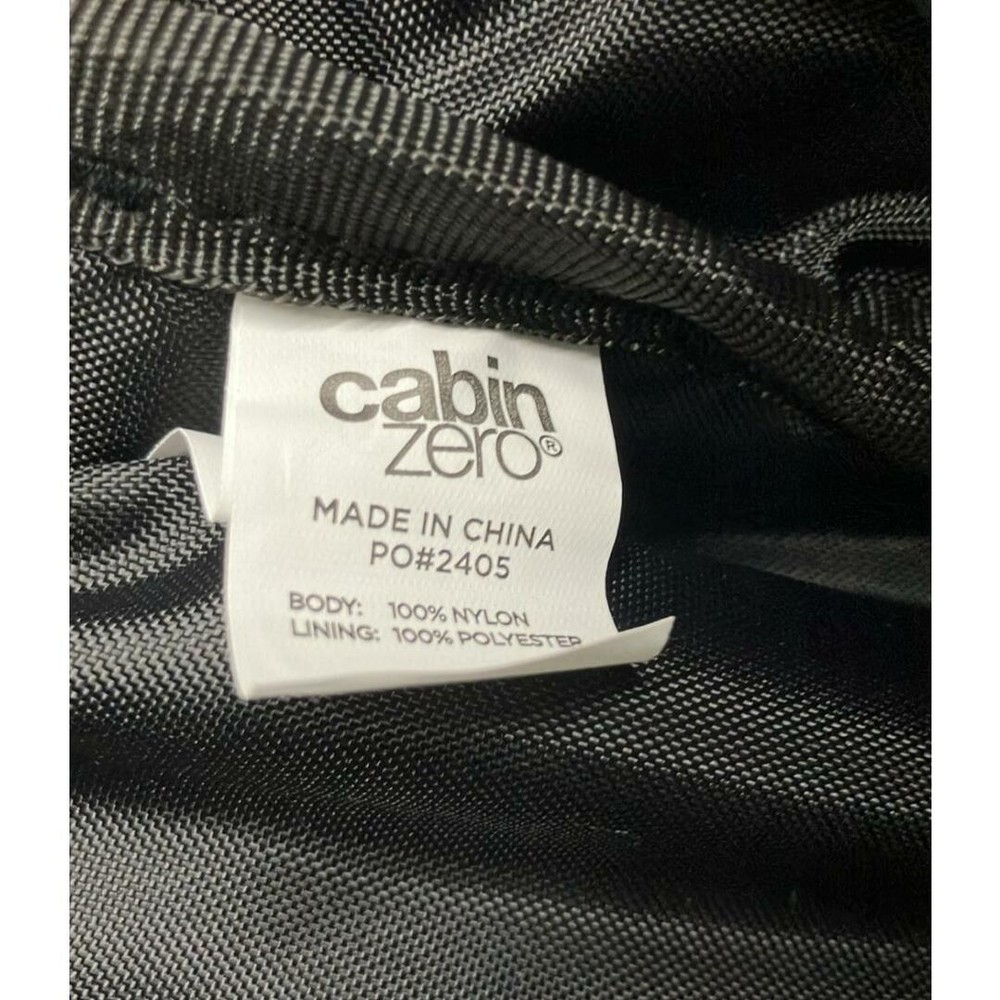 cabin
zero®
MADE IN CHINA
PO#2405
BODY: 100% NYLON
LINING: 100% POLYESTER